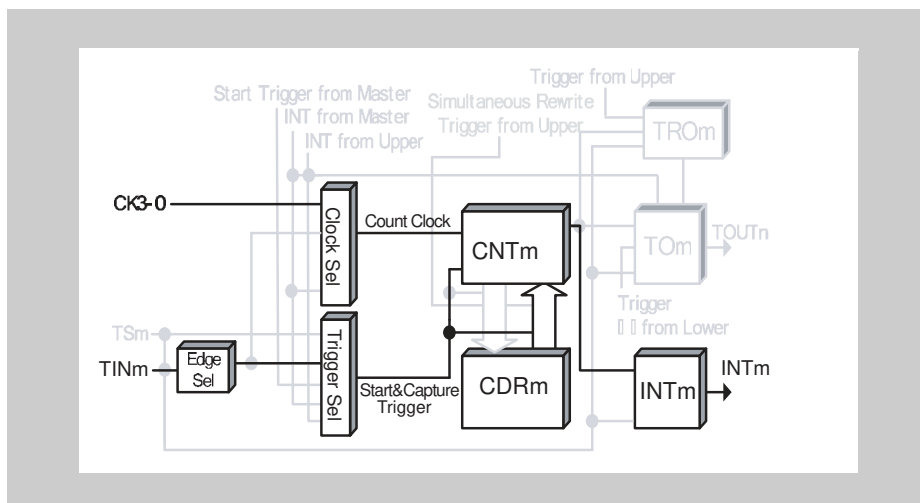 Trigger from Upper
Start Trigger from Master
Simultaneous Rewrite
INT from Master
Trigger from Upper
INT from Upper
TROm
CK3-0
Clock Sel
Count Clock
CNTm
TOm
TOUTn
Trigger
from Lower
TSm
TINm
Edge
Sel
Trigger Sel
Start&Capture
Trigger
CDRm
INTm
INTm